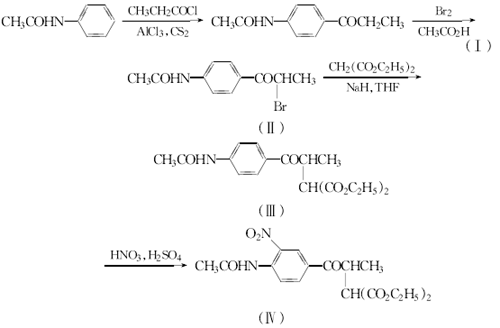 CH₃COHN— CH₃CH₂COCl AlCl₃,CS₂ CH₃COHN— —COCH₂CH₃ Br₂ CH₃CO₂H
(Ⅰ)
CH₃COHN— —COCHCH₃ CH₂(CO₂C₂H₅)₂ NaH,THF
Br
(Ⅱ)
CH₃COHN— —COCHCH₃
CH(CO₂C₂H₅)₂
(Ⅲ)
O₂N
HNO₃,H₂SO₄ CH₃COHN— —COCHCH₃
CH(CO₂C₂H₅)₂
(Ⅳ)